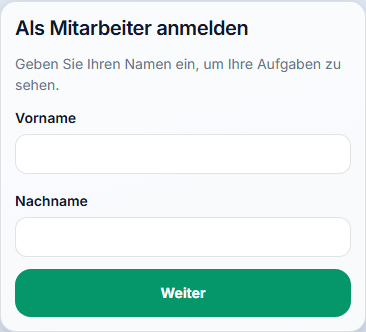 Als Mitarbeiter anmelden
Geben Sie Ihren Namen ein, um Ihre Aufgaben zu
sehen.
Vorname
Nachname
Weiter